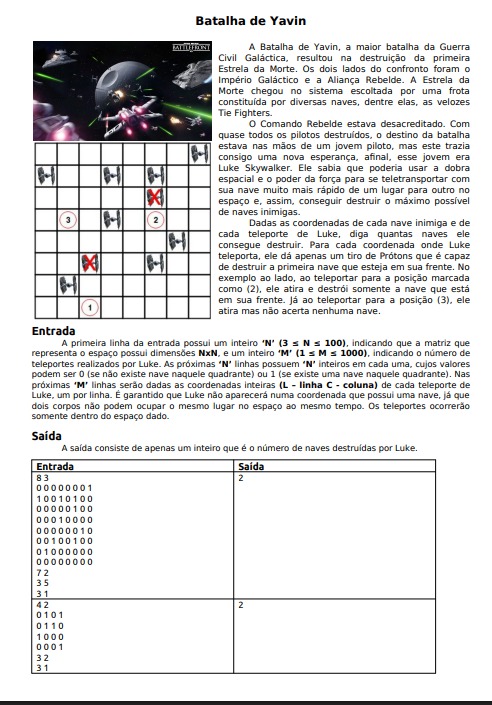 Batalha de Yavin
BATTLEFRONT
A Batalha de Yavin, a maior batalha da Guerra
Civil Galáctica, resultou na destruição da primeira
Estrela da Morte. Os dois lados do confronto foram o
Império Galáctico e a Aliança Rebelde. A Estrela da
Morte chegou no sistema escoltada por uma frota
constituída por diversas naves, dentre elas, as velozes
Tie Fighters.
O Comando Rebelde estava desacreditado. Com
quase todos os pilotos destruídos, o destino da batalha
estava nas mãos de um jovem piloto, mas este trazia
consigo uma nova esperança, afinal, esse jovem era
Luke Skywalker. Ele sabia que poderia usar a dobra
espacial e o poder da força para se teletransportar com
sua nave muito mais rápido de um lugar para outro no
espaço e, assim, conseguir destruir o máximo possível
de naves inimigas.
Dadas as coordenadas de cada nave inimiga e de
cada teleporte de Luke, diga quantas naves ele
consegue destruir. Para cada coordenada onde Luke
teleporta, ele dá apenas um tiro de Prótons que é capaz
de destruir a primeira nave que esteja em sua frente. No
exemplo ao lado, ao teleportar para a posição marcada
como (2), ele atira e destrói somente a nave que está
em sua frente. Já ao teleportar para a posição (3), ele
atira mas não acerta nenhuma nave.
3
2
1
Entrada
A primeira linha da entrada possui um inteiro ‘N’ (3 ≤ N ≤ 100), indicando que a matriz que
representa o espaço possui dimensões NxN, e um inteiro ‘M’ (1 ≤ M ≤ 1000), indicando o número de
teleportes realizados por Luke. As próximas ‘N’ linhas possuem ‘N’ inteiros em cada uma, cujos valores
podem ser 0 (se não existe nave naquele quadrante) ou 1 (se existe uma nave naquele quadrante). Nas
próximas ‘M’ linhas serão dadas as coordenadas inteiras (L – linha C - coluna) de cada teleporte de
Luke, um por linha. É garantido que Luke não aparecerá numa coordenada que possui uma nave, já que
dois corpos não podem ocupar o mesmo lugar no espaço ao mesmo tempo. Os teleportes ocorrerão
somente dentro do espaço dado.
Saída
A saída consiste de apenas um inteiro que é o número de naves destruídas por Luke.
Entrada Saída
8 3 2
0 0 0 0 0 0 0 1
1 0 0 1 0 1 0 0
0 0 0 0 0 1 0 0
0 0 0 1 0 0 0 0
0 0 0 0 0 0 1 0
0 0 1 0 0 1 0 0
0 1 0 0 0 0 0 0
0 0 0 0 0 0 0 0
7 2
3 5
3 1
4 2 2
0 1 0 1
0 1 1 0
1 0 0 0
0 0 0 1
3 2
3 1